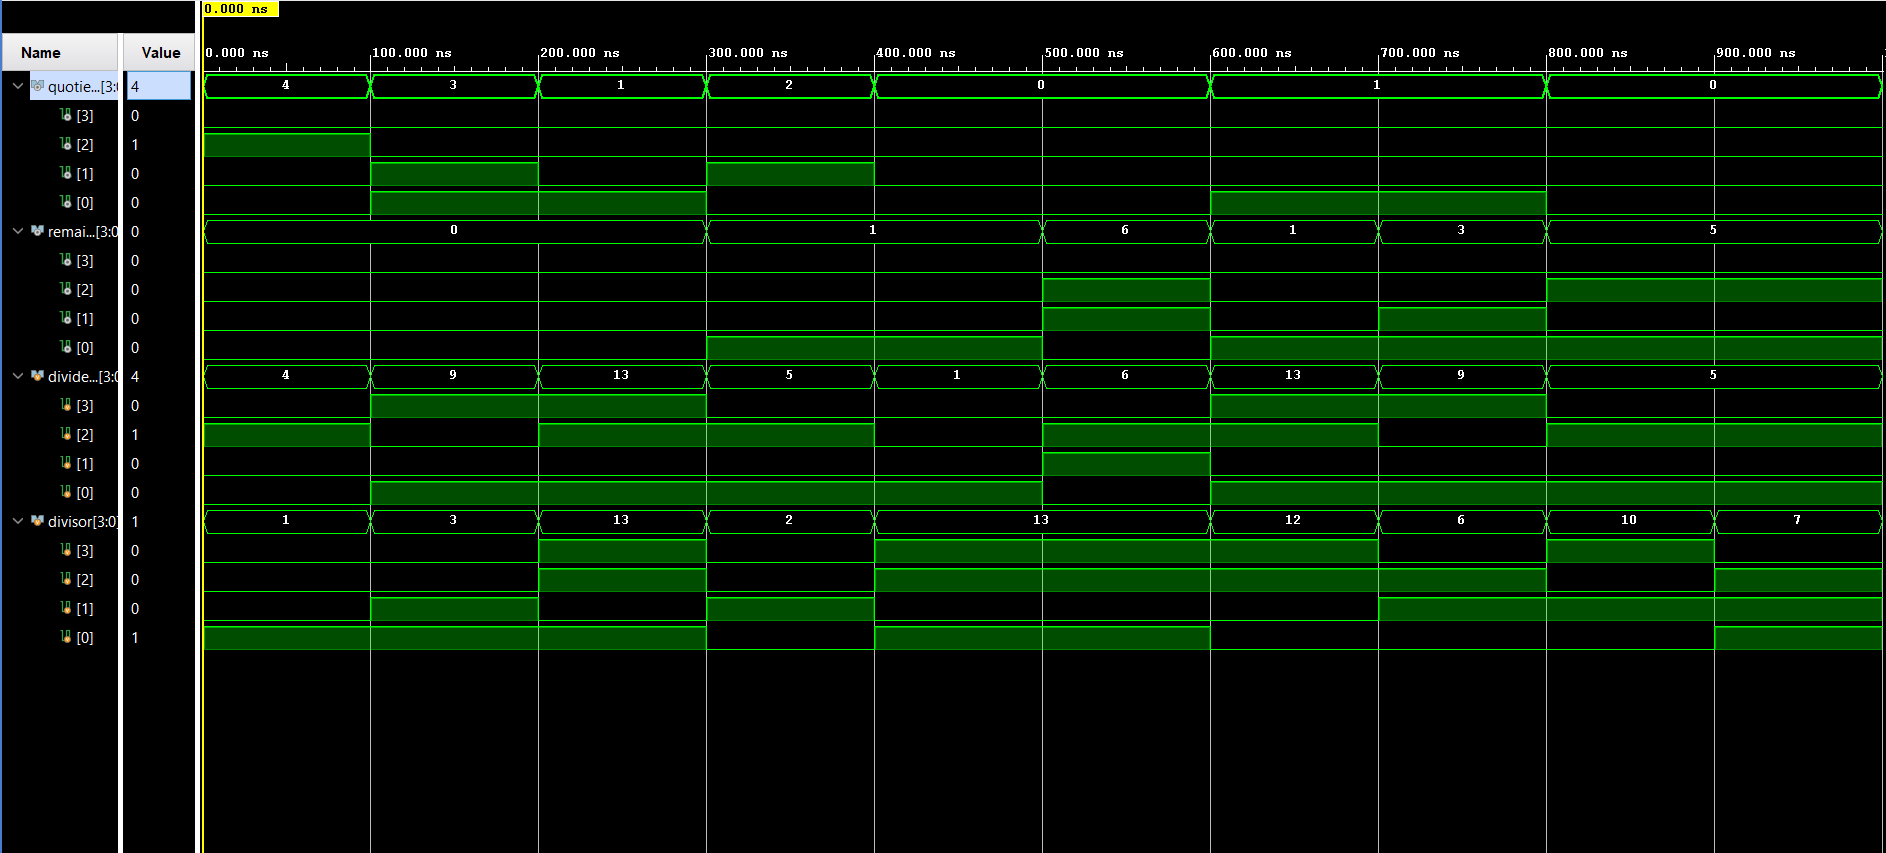 0.000 ns
Name Value 0.000 ns 100.000 ns 200.000 ns 300.000 ns 400.000 ns 500.000 ns 600.000 ns 700.000 ns 800.000 ns 900.000 ns
quotie...[3:0 4 4 3 1 2 0 1 0
[3] 0
[2] 1
[1] 0
[0] 0
remai...[3:0 0 0 1 6 1 3 5
[3] 0
[2] 0
[1] 0
[0] 0
divide...[3:0 4 4 9 13 5 1 6 13 9 5
[3] 0
[2] 1
[1] 0
[0] 0
divisor[3:0] 1 1 3 13 2 13 12 6 10 7
[3] 0
[2] 0
[1] 0
[0] 1